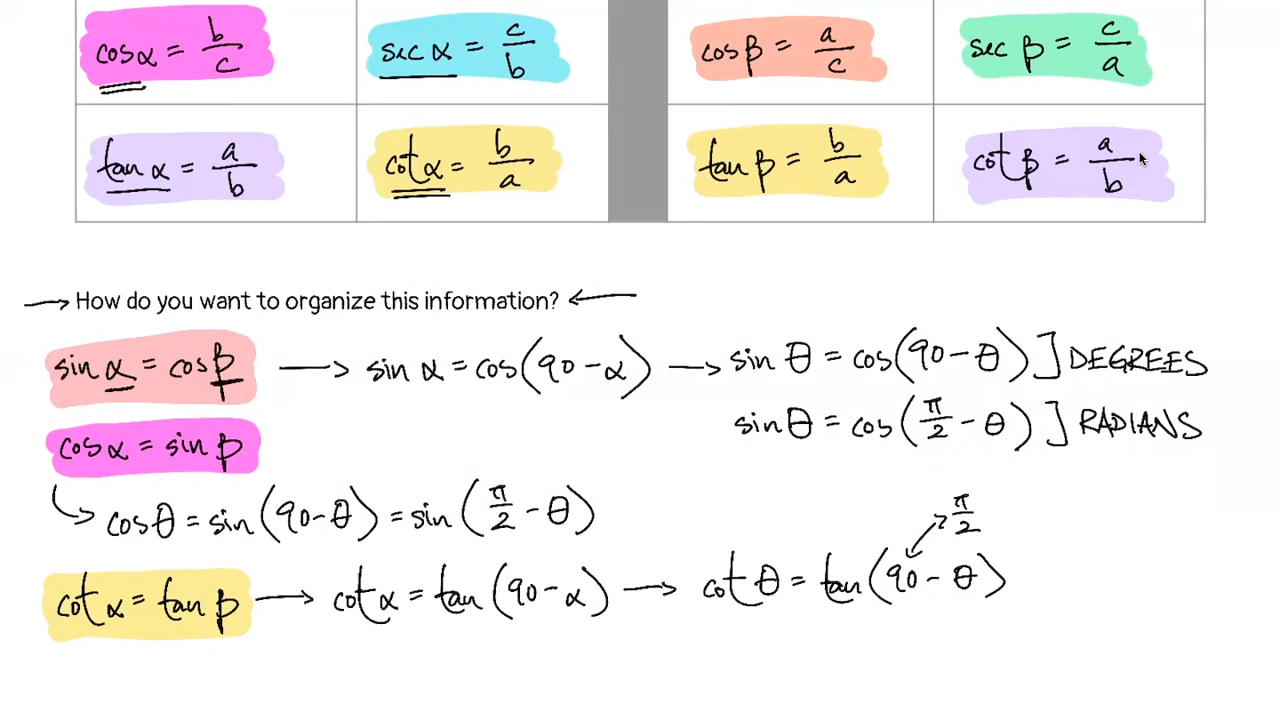 cos α = b/c    sec α = c/b    cos β = a/c    sec β = c/a
tan α = a/b    cot α = b/a    tan β = b/a    cot β = a/b
→ How do you want to organize this information? ←
sin α = cos β → sin α = cos(90 − α) → sin θ = cos(90 − θ) ] DEGREES
sin θ = cos(π/2 − θ) ] RADIANS
cos α = sin β
↳ cos θ = sin(90 − θ) = sin(π/2 − θ)
π/2
cot α = tan β → cot α = tan(90 − α) → cot θ = tan(90 − θ)